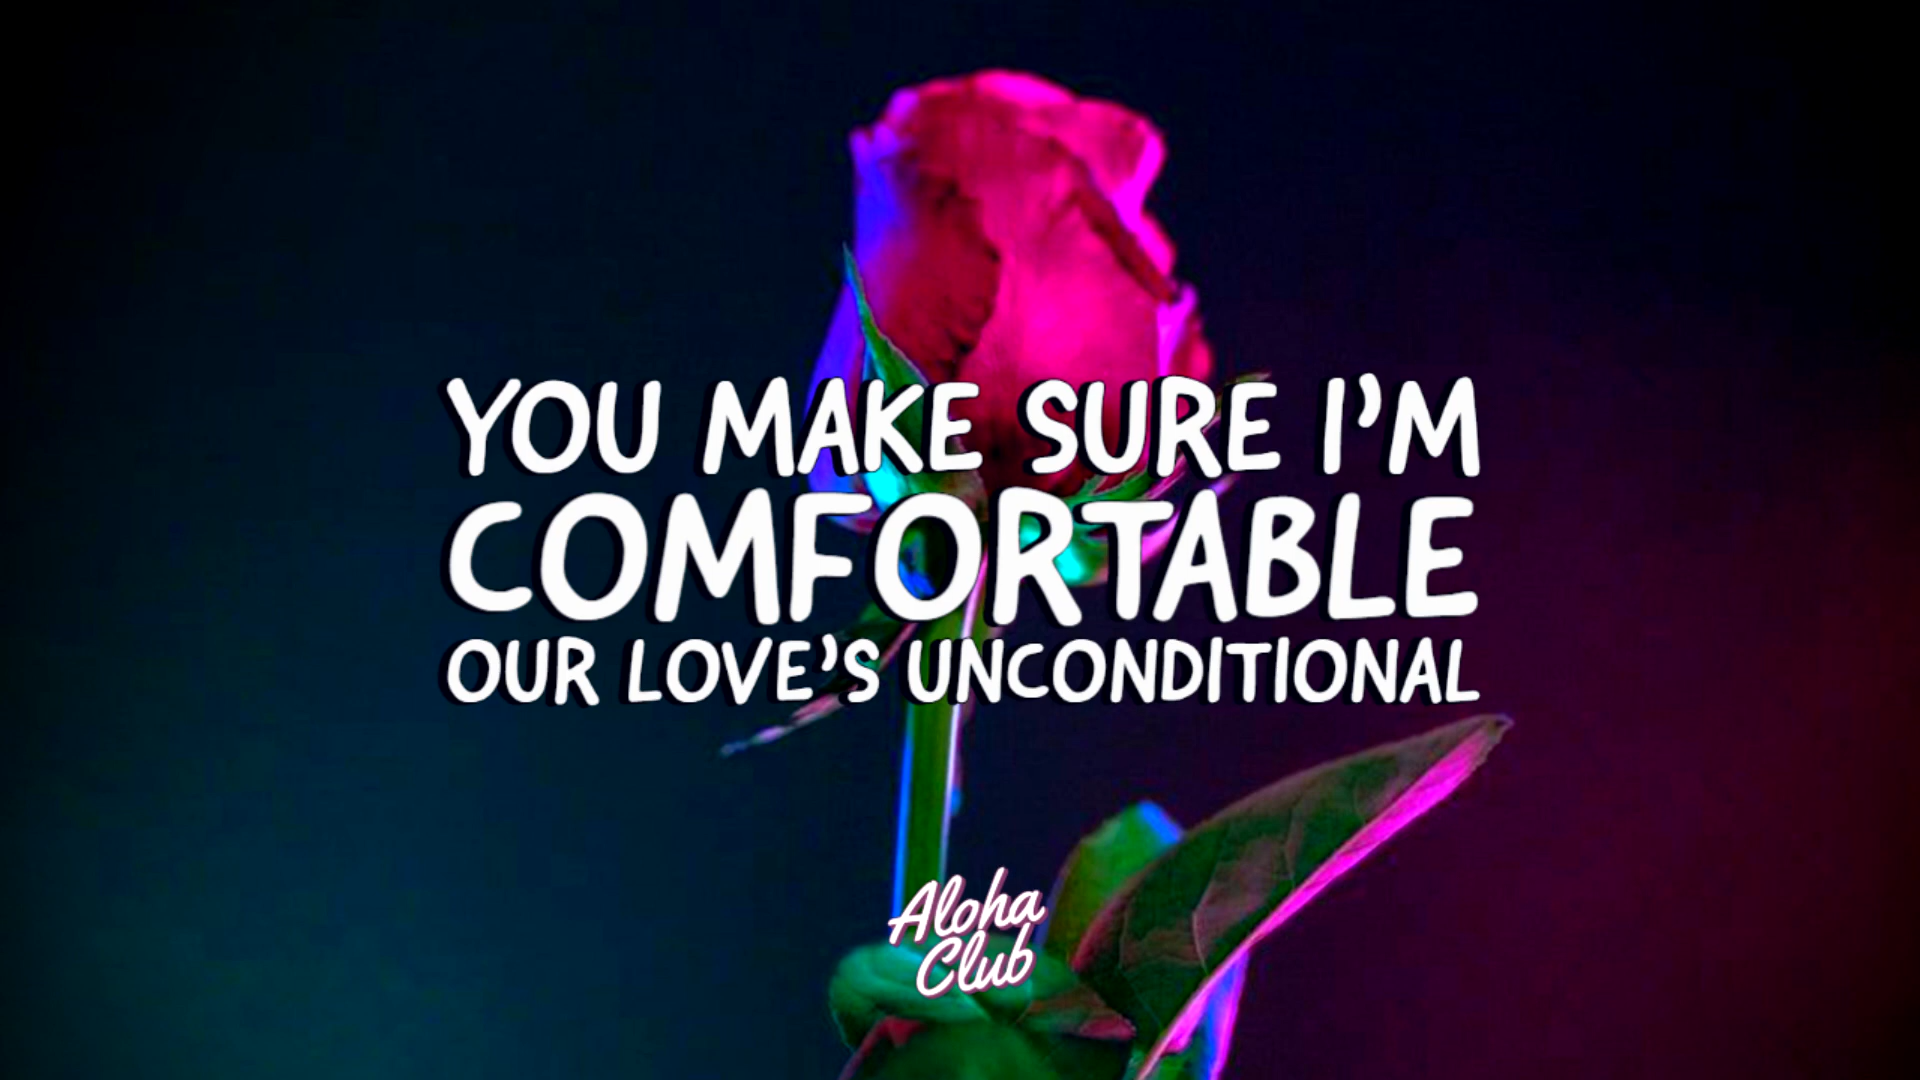 YOU MAKE SURE I'M
COMFORTABLE
OUR LOVE'S UNCONDITIONAL
Aloha
Club